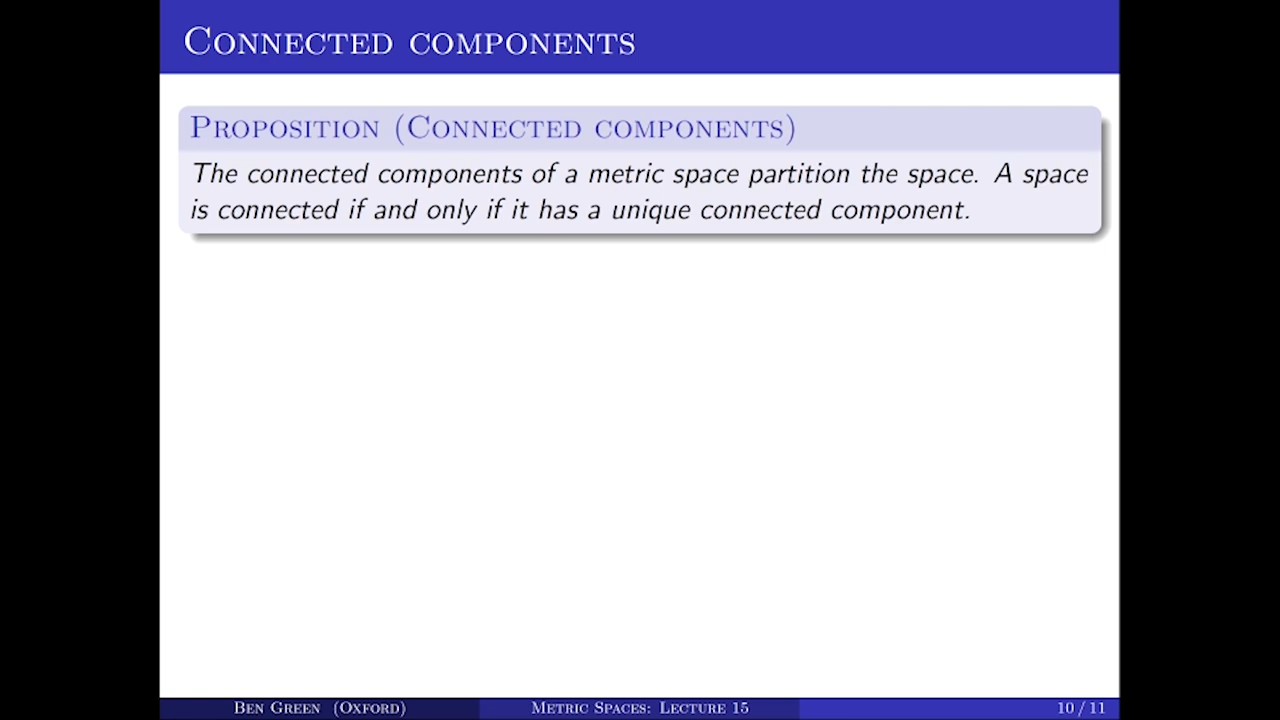 Connected components
Proposition (Connected components)
The connected components of a metric space partition the space. A space
is connected if and only if it has a unique connected component.
Ben Green (Oxford)
Metric Spaces: Lecture 15
10 / 11